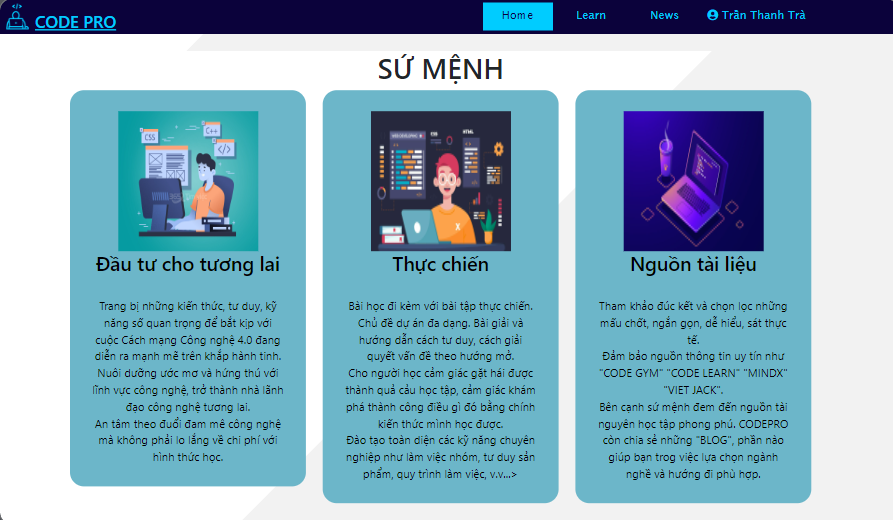 CODE PRO
Home
Learn
News
Trần Thanh Trà
SỨ MỆNH
CSS
C++
</>
Đầu tư cho tương lai
Trang bị những kiến thức, tư duy, kỹ
năng số quan trọng để bắt kịp với
cuộc Cách mạng Công nghệ 4.0 đang
diễn ra mạnh mẽ trên khắp hành tinh.
Nuôi dưỡng ước mơ và hứng thú với
lĩnh vực công nghệ, trở thành nhà lãnh
đạo công nghệ tương lai.
An tâm theo đuổi đam mê công nghệ
mà không phải lo lắng về chi phí với
hình thức học.
WEB DEVELOPMENT
CSS
HTML
Thực chiến
Bài học đi kèm với bài tập thực chiến.
Chủ đề dự án đa dạng. Bài giải và
hướng dẫn cách tư duy, cách giải
quyết vấn đề theo hướng mở.
Cho người học cảm giác gặt hái được
thành quả cảu học tập, cảm giác khám
phá thành công điều gì đó bằng chính
kiến thức mình học được.
Đào tạo toàn diện các kỹ năng chuyên
nghiệp như làm việc nhóm, tư duy sản
phẩm, quy trình làm việc, v.v...>
Nguồn tài liệu
Tham khảo đúc kết và chọn lọc những
mấu chốt, ngắn gọn, dễ hiểu, sát thực
tế.
Đảm bảo nguồn thông tin uy tín như
"CODE GYM" "CODE LEARN" "MINDX"
"VIET JACK".
Bên cạnh sứ mệnh đem đến nguồn tài
nguyên học tập phong phú. CODEPRO
còn chia sẻ những "BLOG", phần nào
giúp bạn trog việc lựa chọn ngành
nghề và hướng đi phù hợp.